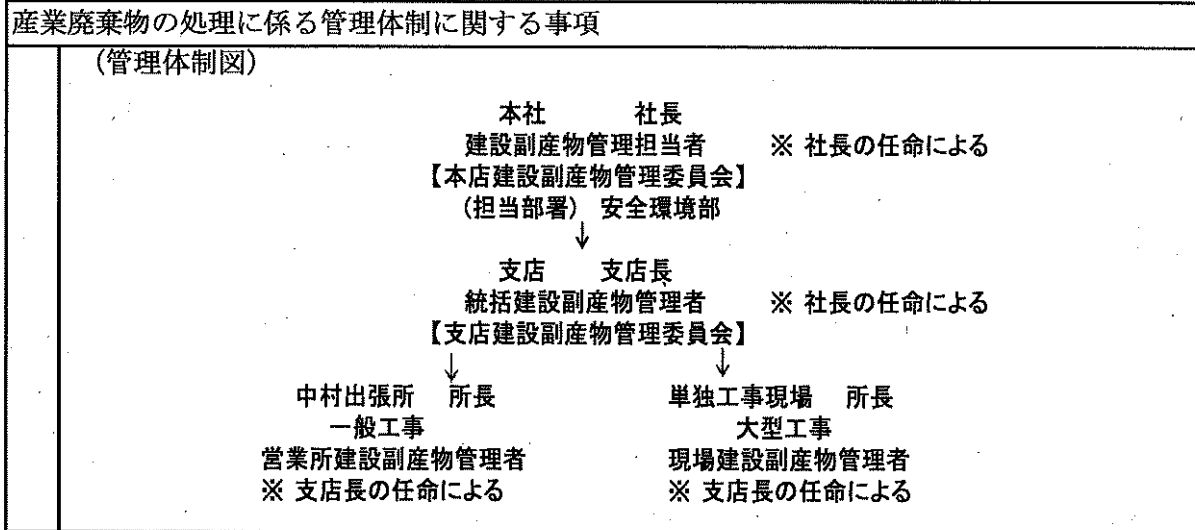 産業廃棄物の処理に係る管理体制に関する事項
（管理体制図）
本社 社長
建設副産物管理担当者 ※ 社長の任命による
【本店建設副産物管理委員会】
（担当部署） 安全環境部
↓
支店 支店長
統括建設副産物管理者 ※ 社長の任命による
【支店建設副産物管理委員会】
↓ ↓
中村出張所 所長 単独工事現場 所長
一般工事 大型工事
営業所建設副産物管理者 現場建設副産物管理者
※ 支店長の任命による ※ 支店長の任命による